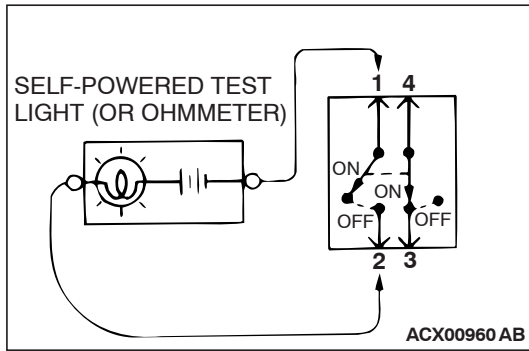 SELF-POWERED TEST
LIGHT (OR OHMMETER)
1 4
ON
ON
OFF
OFF
2 3
ACX00960 AB